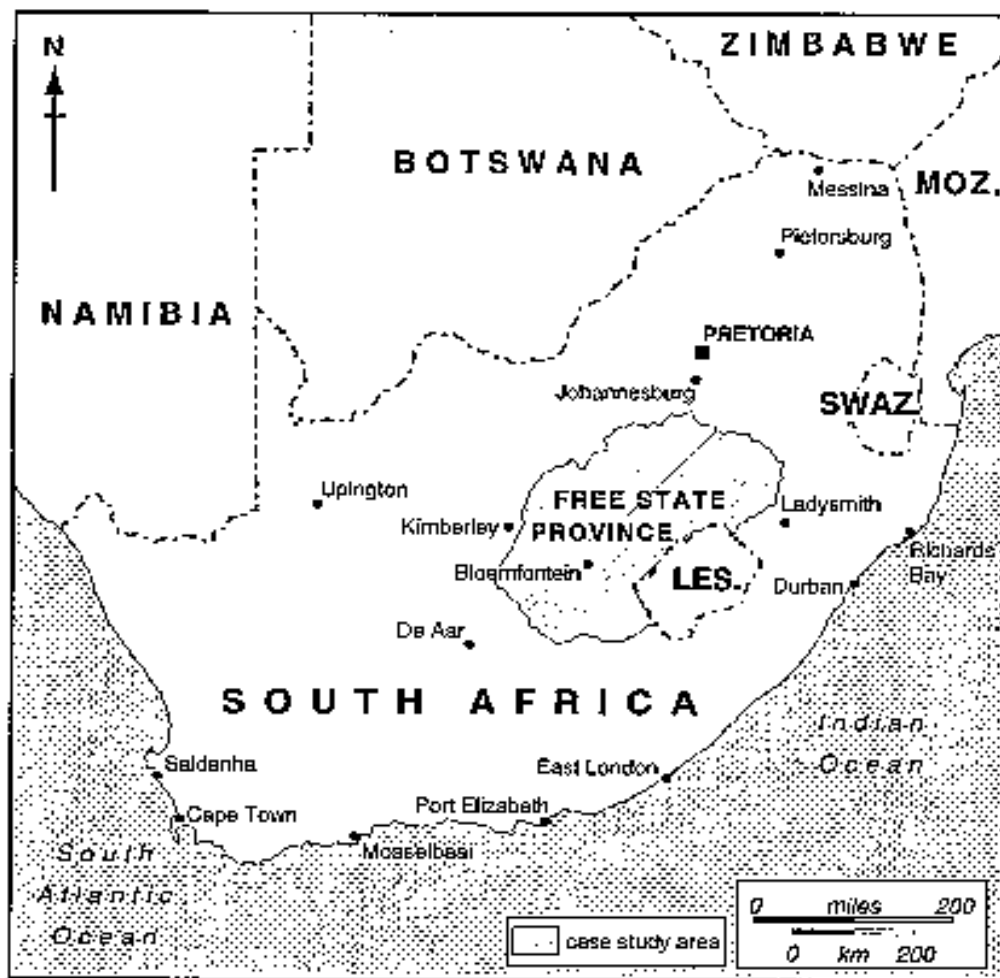 N
ZIMBABWE
BOTSWANA
MOZ.
Messina
Pietersburg
NAMIBIA
PRETORIA
Johannesburg
SWAZ.
Upington
Kimberley
FREE STATE
PROVINCE
Ladysmith
Bloemfontein
LES.
Durban
Richards
Bay
De Aar
SOUTH AFRICA
Indian
Ocean
Saldanha
East London
Cape Town
Port Elizabeth
Mosselbaai
South
Atlantic
Ocean
case study area
0 miles 200
0 km 200